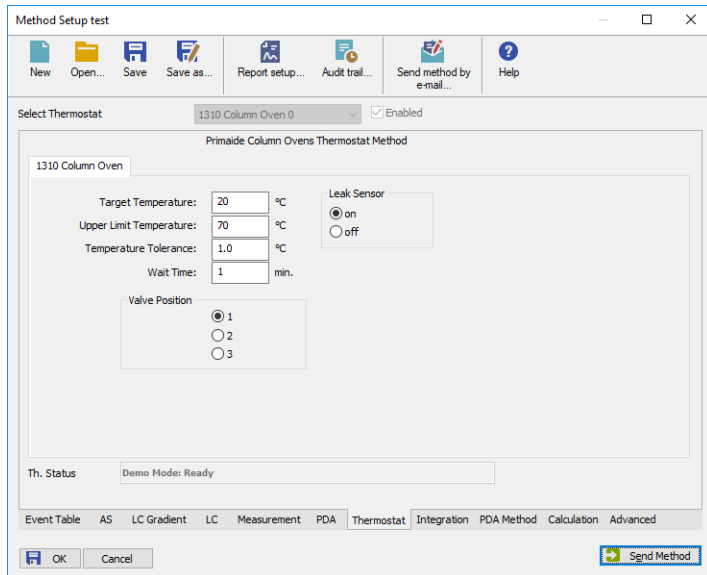 Method Setup test
New Open... Save Save as... Report setup... Audit trail... Send method by e-mail... Help
Select Thermostat 1310 Column Oven 0 Enabled
Primaide Column Ovens Thermostat Method
1310 Column Oven
Target Temperature: 20 ºC
Upper Limit Temperature: 70 ºC
Temperature Tolerance: 1.0 ºC
Wait Time: 1 min.
Leak Sensor
on
off
Valve Position
1
2
3
Th. Status Demo Mode: Ready
Event Table AS LC Gradient LC Measurement PDA Thermostat Integration PDA Method Calculation Advanced
OK Cancel Send Method